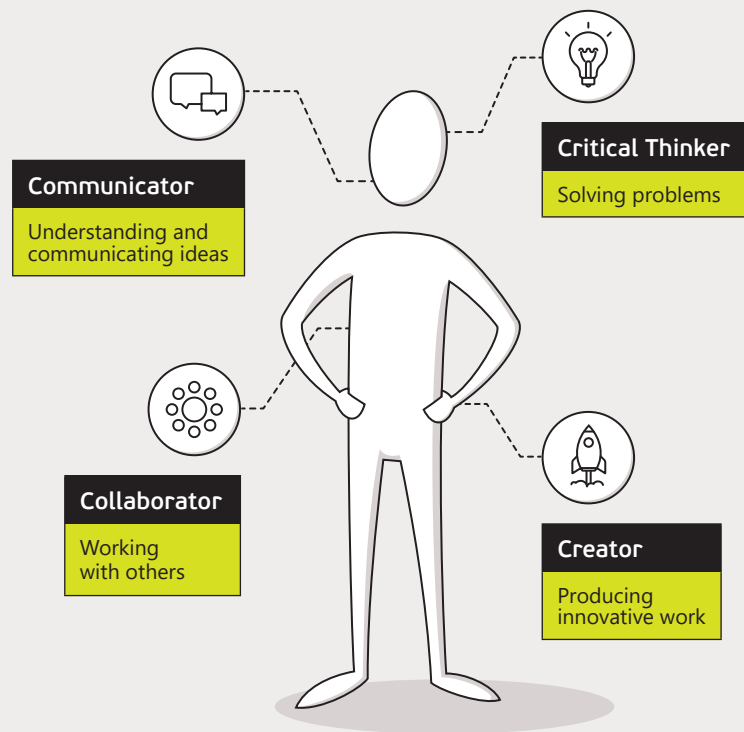 Communicator
Understanding and
communicating ideas
Critical Thinker
Solving problems
Collaborator
Working
with others
Creator
Producing
innovative work